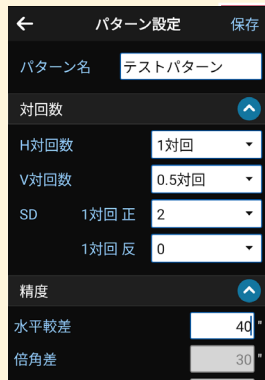 ← パターン設定 保存
パターン名 テストパターン
対回数
H対回数 1対回
V対回数 0.5対回
SD 1対回 正 2
1対回 反 0
精度
水平較差 40 "
倍角差 30 "